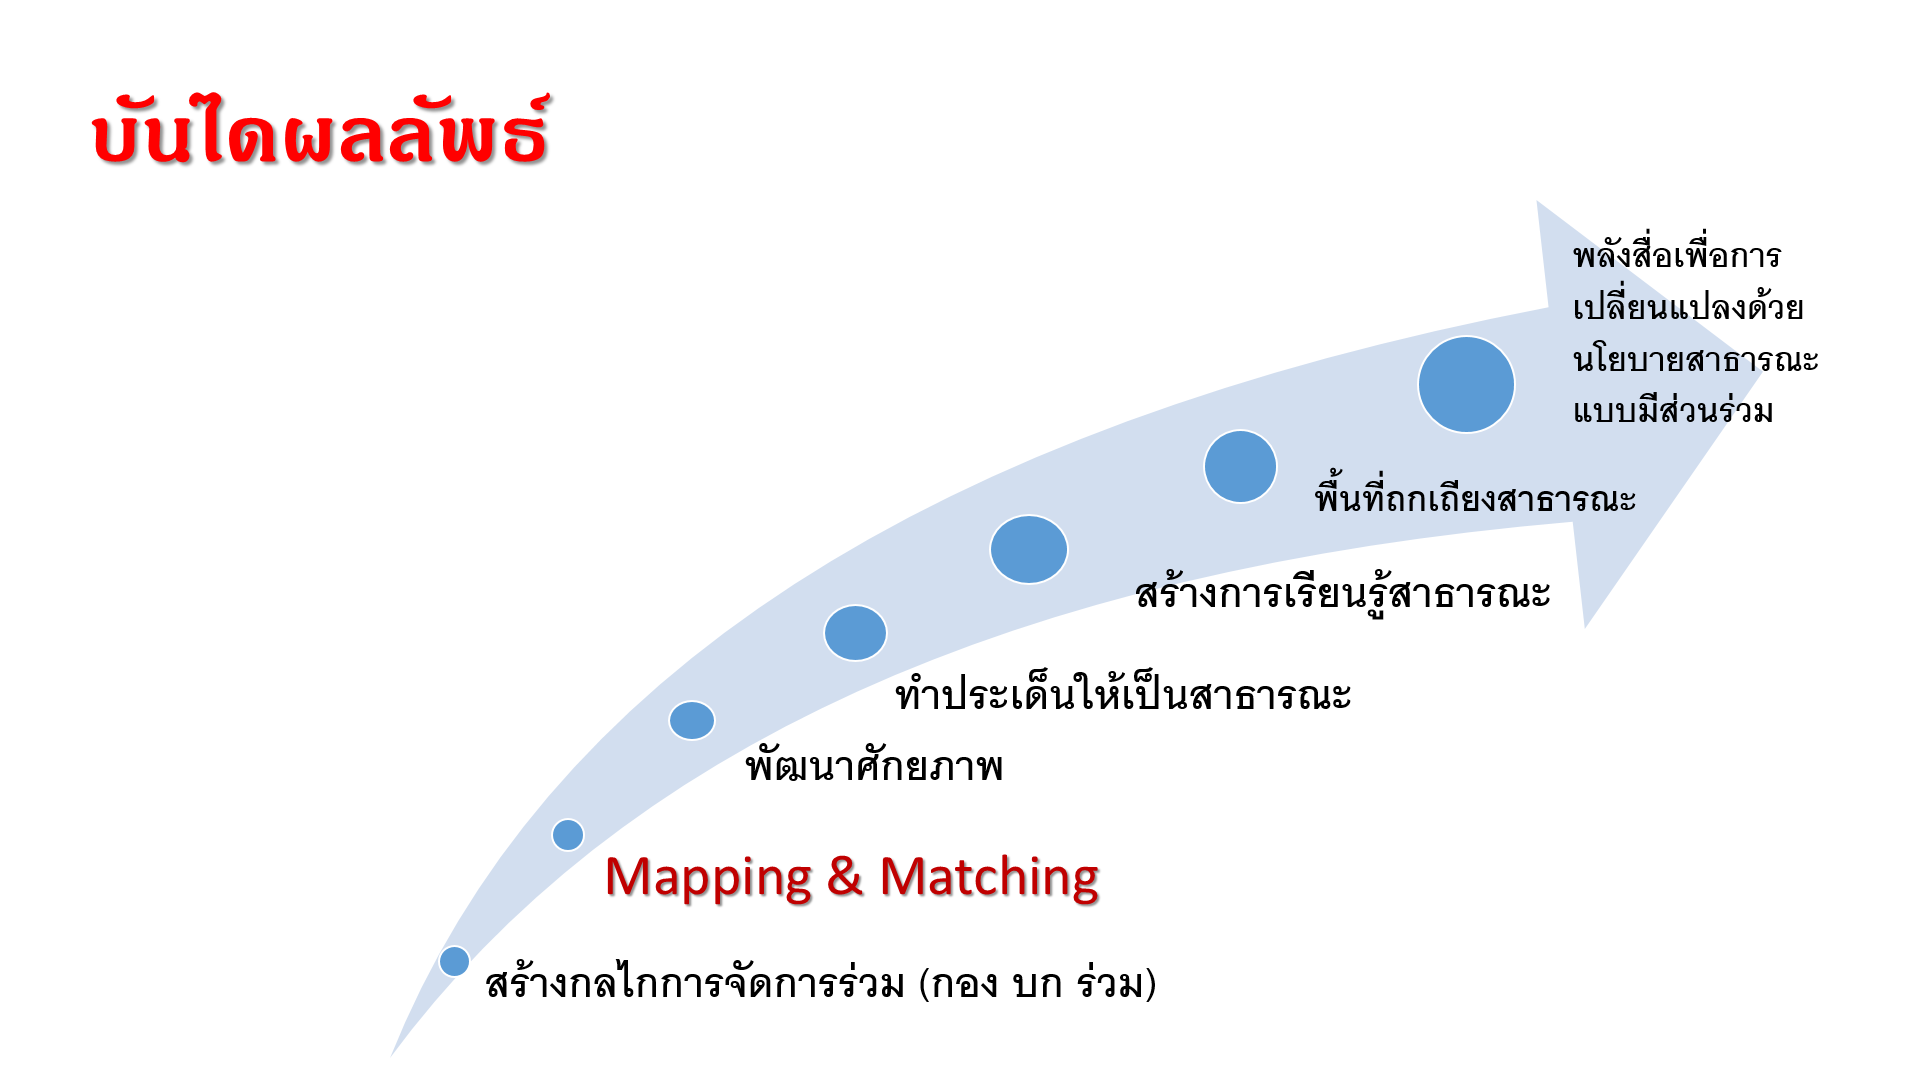 บันไดผลลัพธ์
พลังสื่อเพื่อการ
เปลี่ยนแปลงด้วย
นโยบายสาธารณะ
แบบมีส่วนร่วม
พื้นที่ถกเถียงสาธารณะ
สร้างการเรียนรู้สาธารณะ
ทำประเด็นให้เป็นสาธารณะ
พัฒนาศักยภาพ
Mapping & Matching
สร้างกลไกการจัดการร่วม (กอง บก ร่วม)